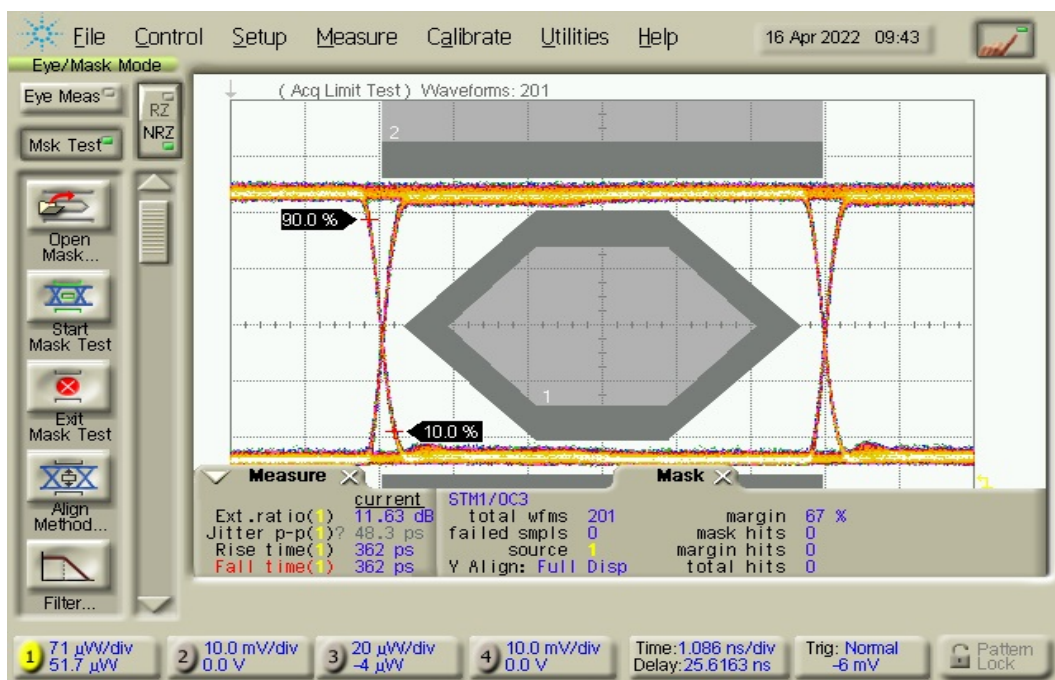 File Control Setup Measure Calibrate Utilities Help 16 Apr 2022 09:43
Eye/Mask Mode
Eye Meas
RZ
NRZ
Msk Test
( Acq Limit Test ) Waveforms: 201
2
90.0 %
Open
Mask...
Start
Mask Test
1
Exit
Mask Test
10.0 %
Align
Method...
Filter...
Measure
current
Ext.ratio(1) 11.63 dB
Jitter p-p(1)? 48.3 ps
Rise time(1) 362 ps
Fall time(1) 362 ps
Mask
STM1/OC3
total wfms 201 margin 67 %
failed smpls 0 mask hits 0
source 1 margin hits 0
Y Align: Full Disp total hits 0
1 71 µW/div
51.7 µW
2 10.0 mV/div
0.0 V
3 20 µW/div
-4 µW
4 10.0 mV/div
0.0 V
Time:1.086 ns/div
Delay:25.6163 ns
Trig: Normal
-6 mV
Pattern
Lock